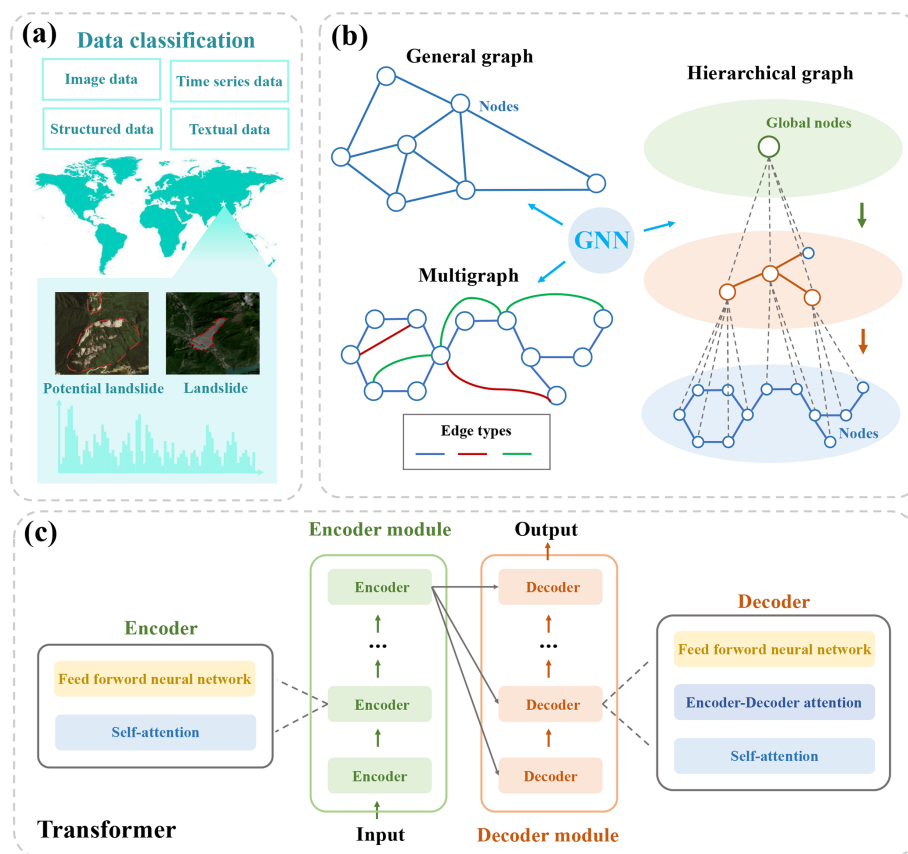 (a)
Data classification
Image data
Time series data
Structured data
Textual data
Potential landslide
Landslide
(b)
General graph
Nodes
Hierarchical graph
Global nodes
GNN
Multigraph
Edge types
Nodes
(c)
Encoder module
Output
Encoder
Feed forword neural network
Self-attention
Encoder
...
Encoder
Encoder
Input
Decoder
...
Decoder
Decoder
Decoder module
Decoder
Feed forword neural network
Encoder-Decoder attention
Self-attention
Transformer